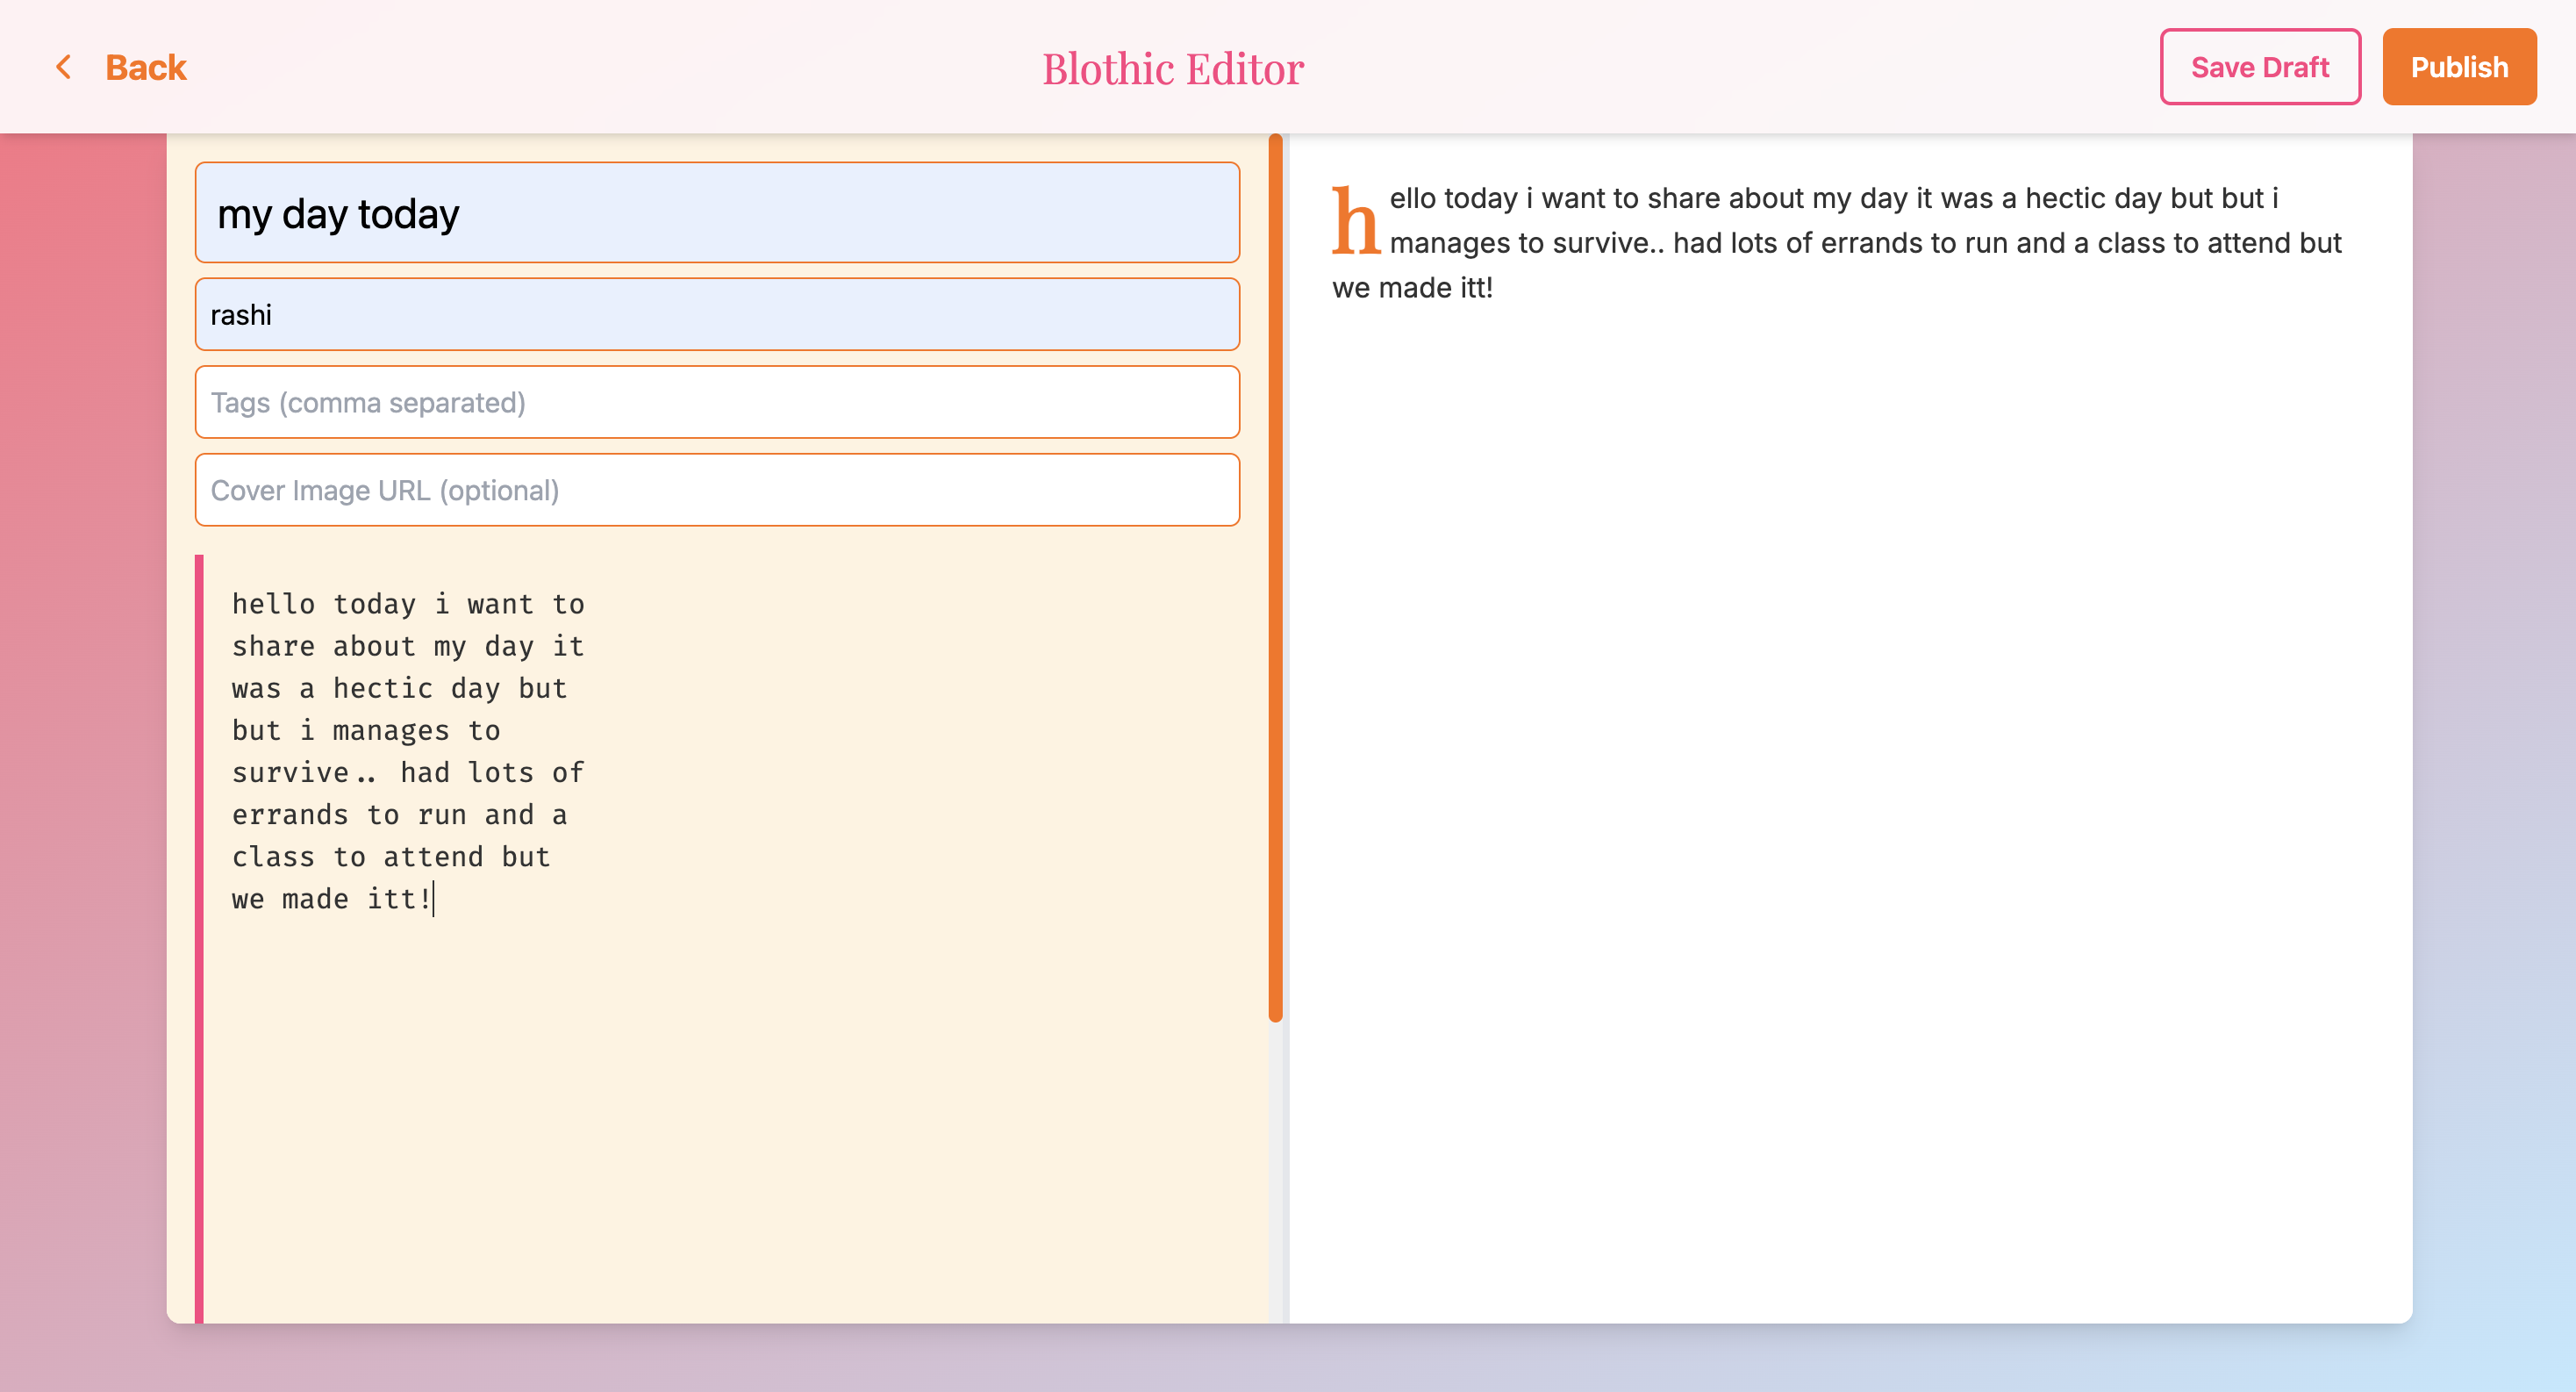 Back
Blothic Editor
Save Draft
Publish
my day today
rashi
Tags (comma separated)
Cover Image URL (optional)
hello today i want to
share about my day it
was a hectic day but
but i manages to
survive.. had lots of
errands to run and a
class to attend but
we made itt!
hello today i want to share about my day it was a hectic day but but i
manages to survive.. had lots of errands to run and a class to attend but
we made itt!